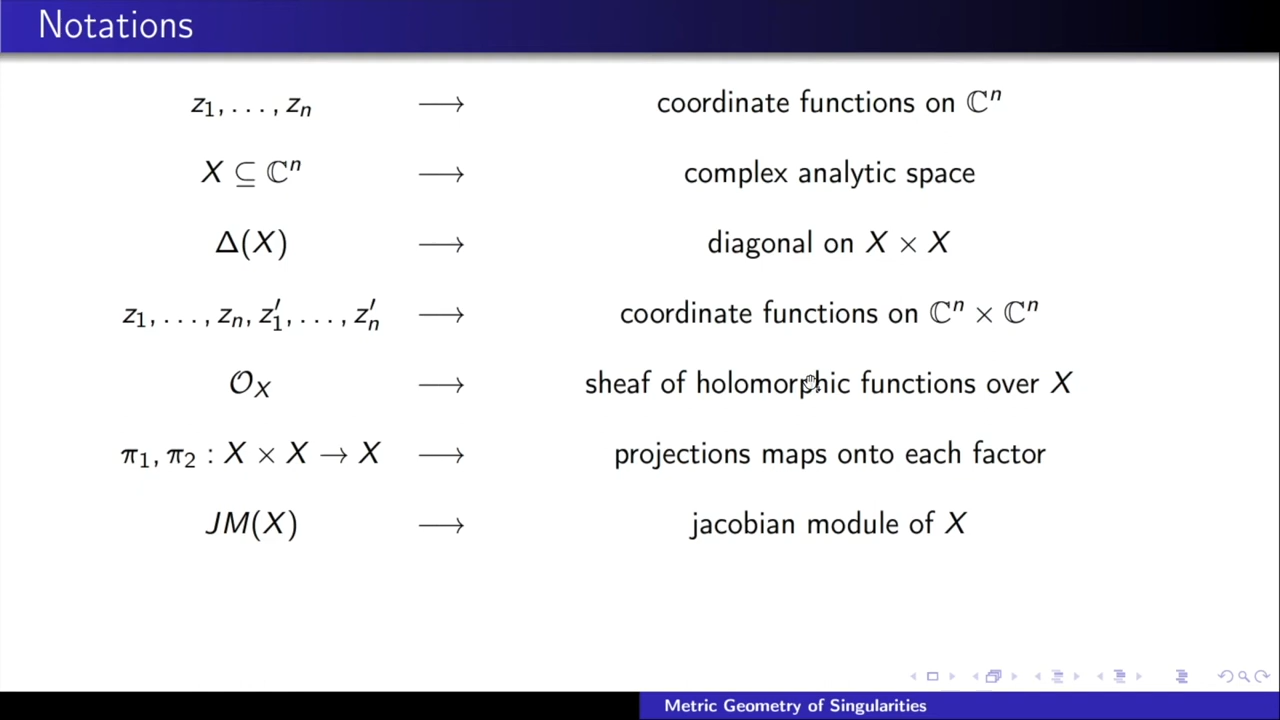 Notations
z₁, . . . , zₙ ⟶ coordinate functions on ℂⁿ
X ⊆ ℂⁿ ⟶ complex analytic space
Δ(X) ⟶ diagonal on X × X
z₁, . . . , zₙ, z′₁, . . . , z′ₙ ⟶ coordinate functions on ℂⁿ × ℂⁿ
𝒪_X ⟶ sheaf of holomorphic functions over X
π₁, π₂ : X × X → X ⟶ projections maps onto each factor
JM(X) ⟶ jacobian module of X
Metric Geometry of Singularities